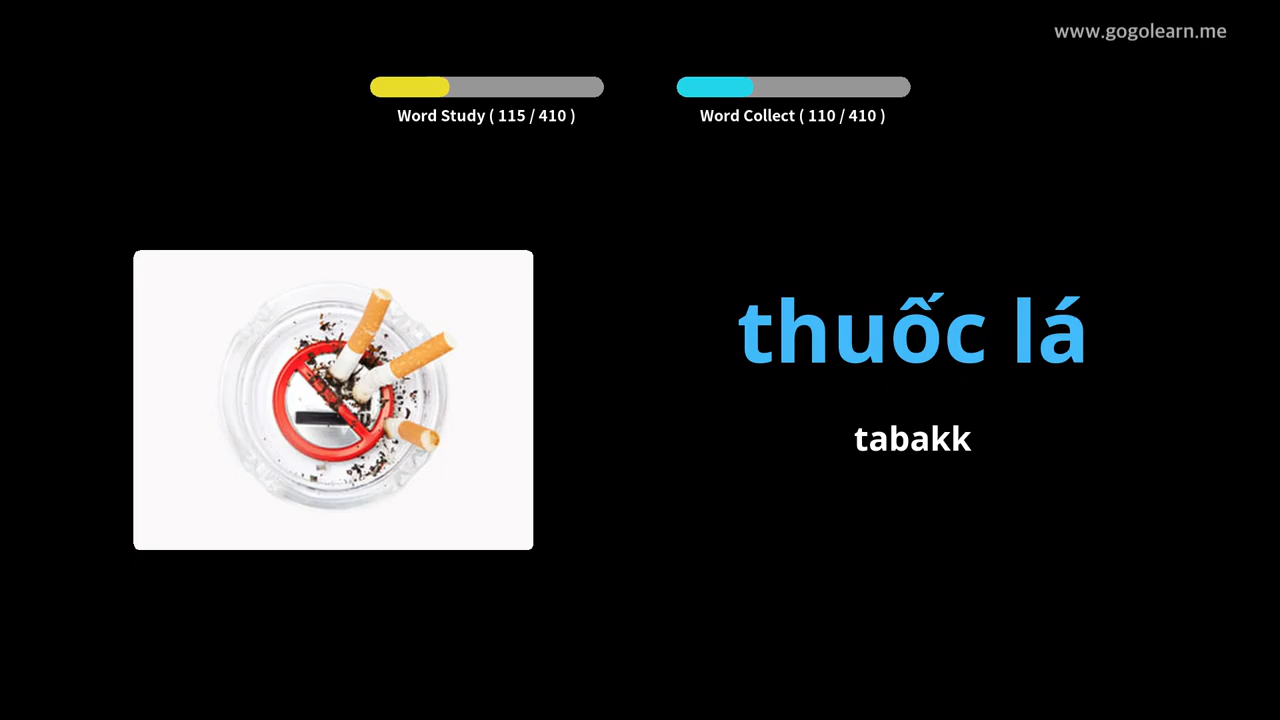 www.gogolearn.me
Word Study ( 115 / 410 )
Word Collect ( 110 / 410 )
thuốc lá
tabakk